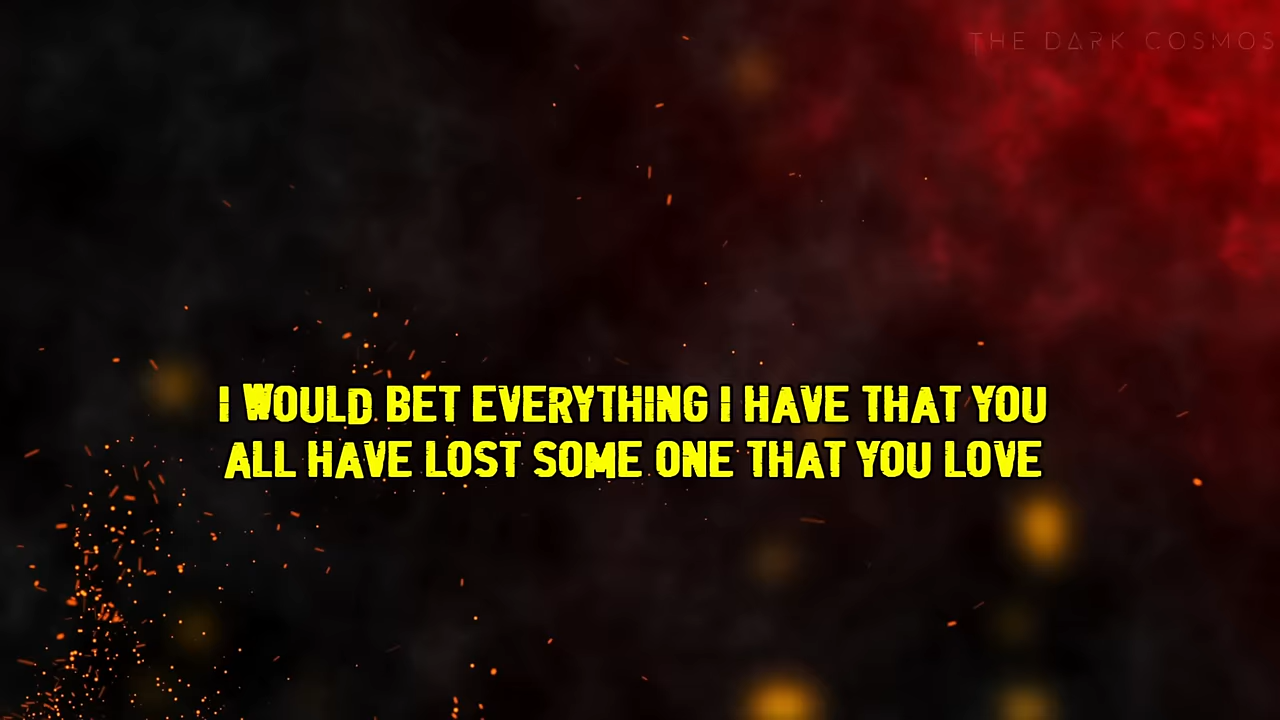 THE DARK COSMOS
I WOULD BET EVERYTHING I HAVE THAT YOU
ALL HAVE LOST SOME ONE THAT YOU LOVE